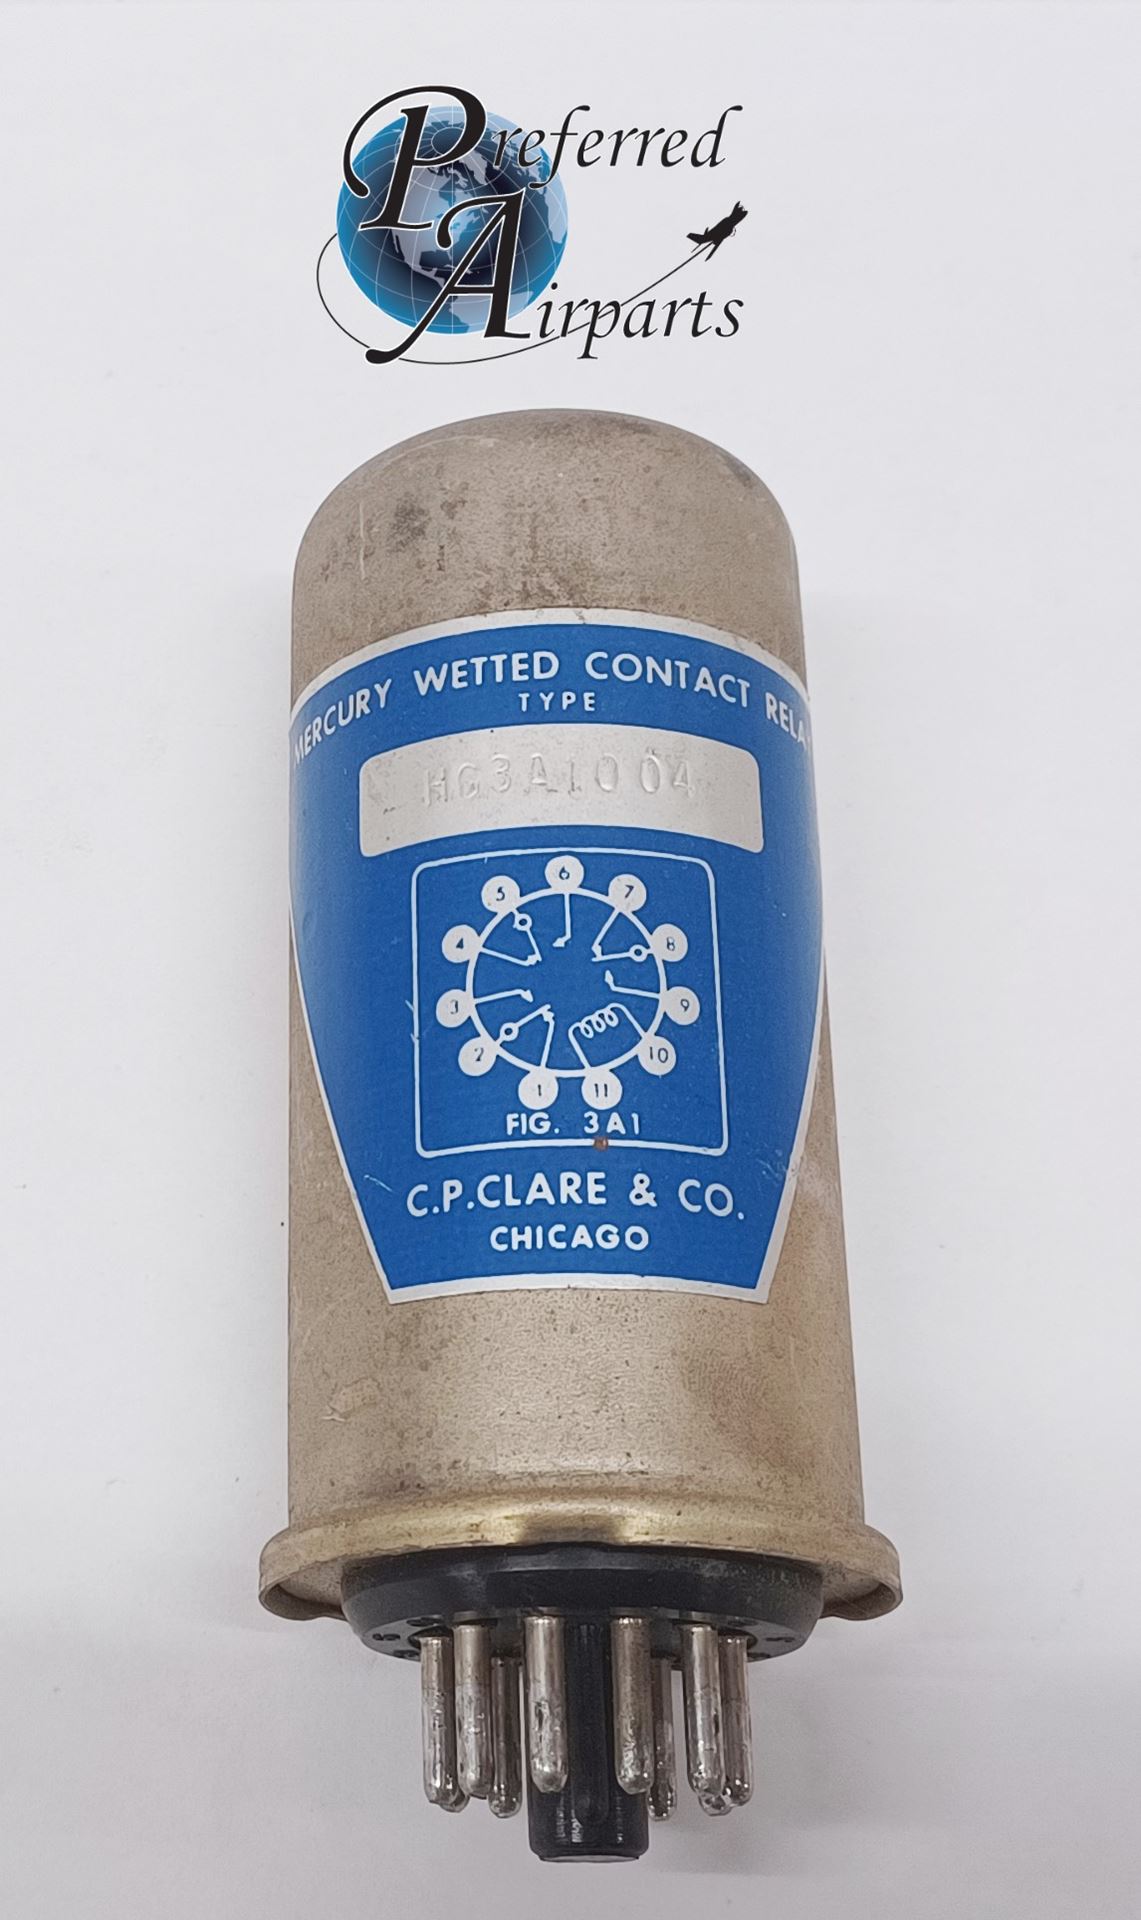 Preferred
Airparts
MERCURY WETTED CONTACT RELAY
TYPE
HG3A1004
6
5
7
4
8
3
9
2
10
1
11
FIG. 3A1
C.P.CLARE & CO.
CHICAGO